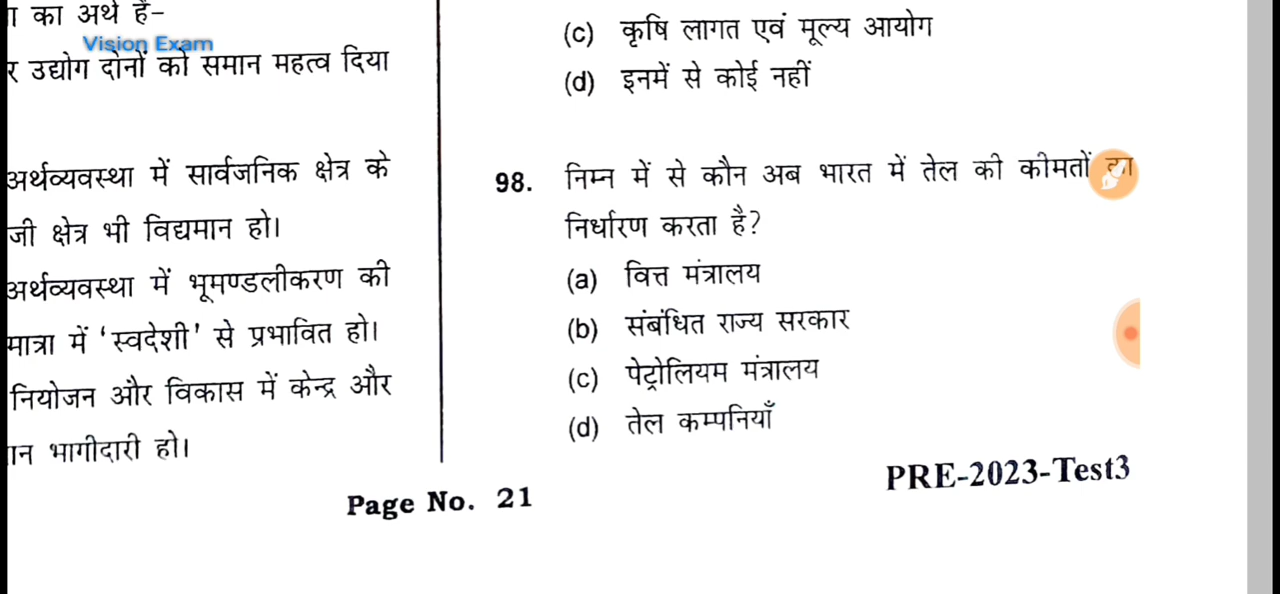 का अर्थ है-
Vision Exam
उद्योग दोनों को समान महत्व दिया
अर्थव्यवस्था में सार्वजनिक क्षेत्र के
जी क्षेत्र भी विद्यमान हो।
अर्थव्यवस्था में भूमण्डलीकरण की
मात्रा में 'स्वदेशी' से प्रभावित हो।
नियोजन और विकास में केन्द्र और
ान भागीदारी हो।
(c) कृषि लागत एवं मूल्य आयोग
(d) इनमें से कोई नहीं
98. निम्न में से कौन अब भारत में तेल की कीमतों का
निर्धारण करता है?
(a) वित्त मंत्रालय
(b) संबंधित राज्य सरकार
(c) पेट्रोलियम मंत्रालय
(d) तेल कम्पनियाँ
Page No. 21
PRE-2023-Test3